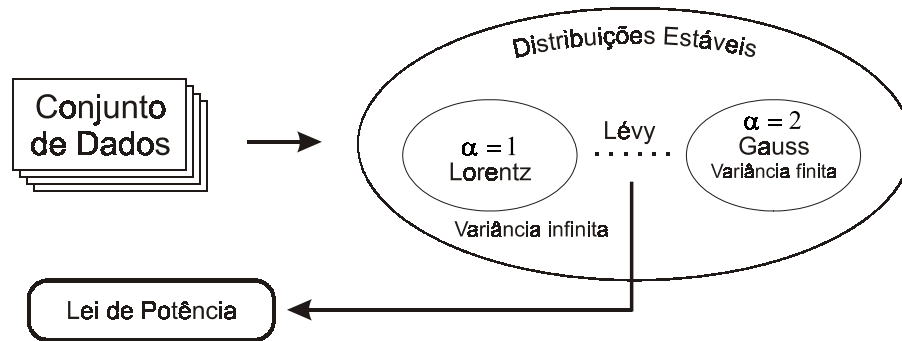 Distribuições Estáveis
Conjunto
de Dados
α = 1
Lorentz
Lévy
......
α = 2
Gauss
Variância finita
Variância infinita
Lei de Potência